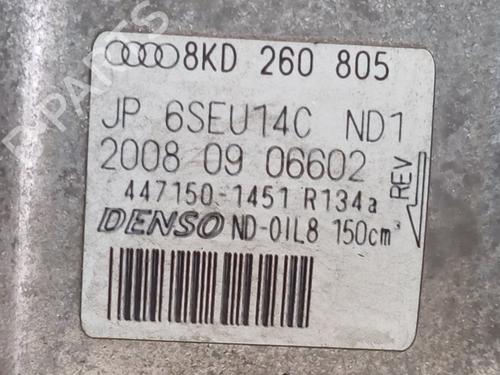 8KD 260 805
JP 6SEU14C ND1
2008 09 06602
447150-1451 R134a
REV
DENSO ND-OIL8 150cm³